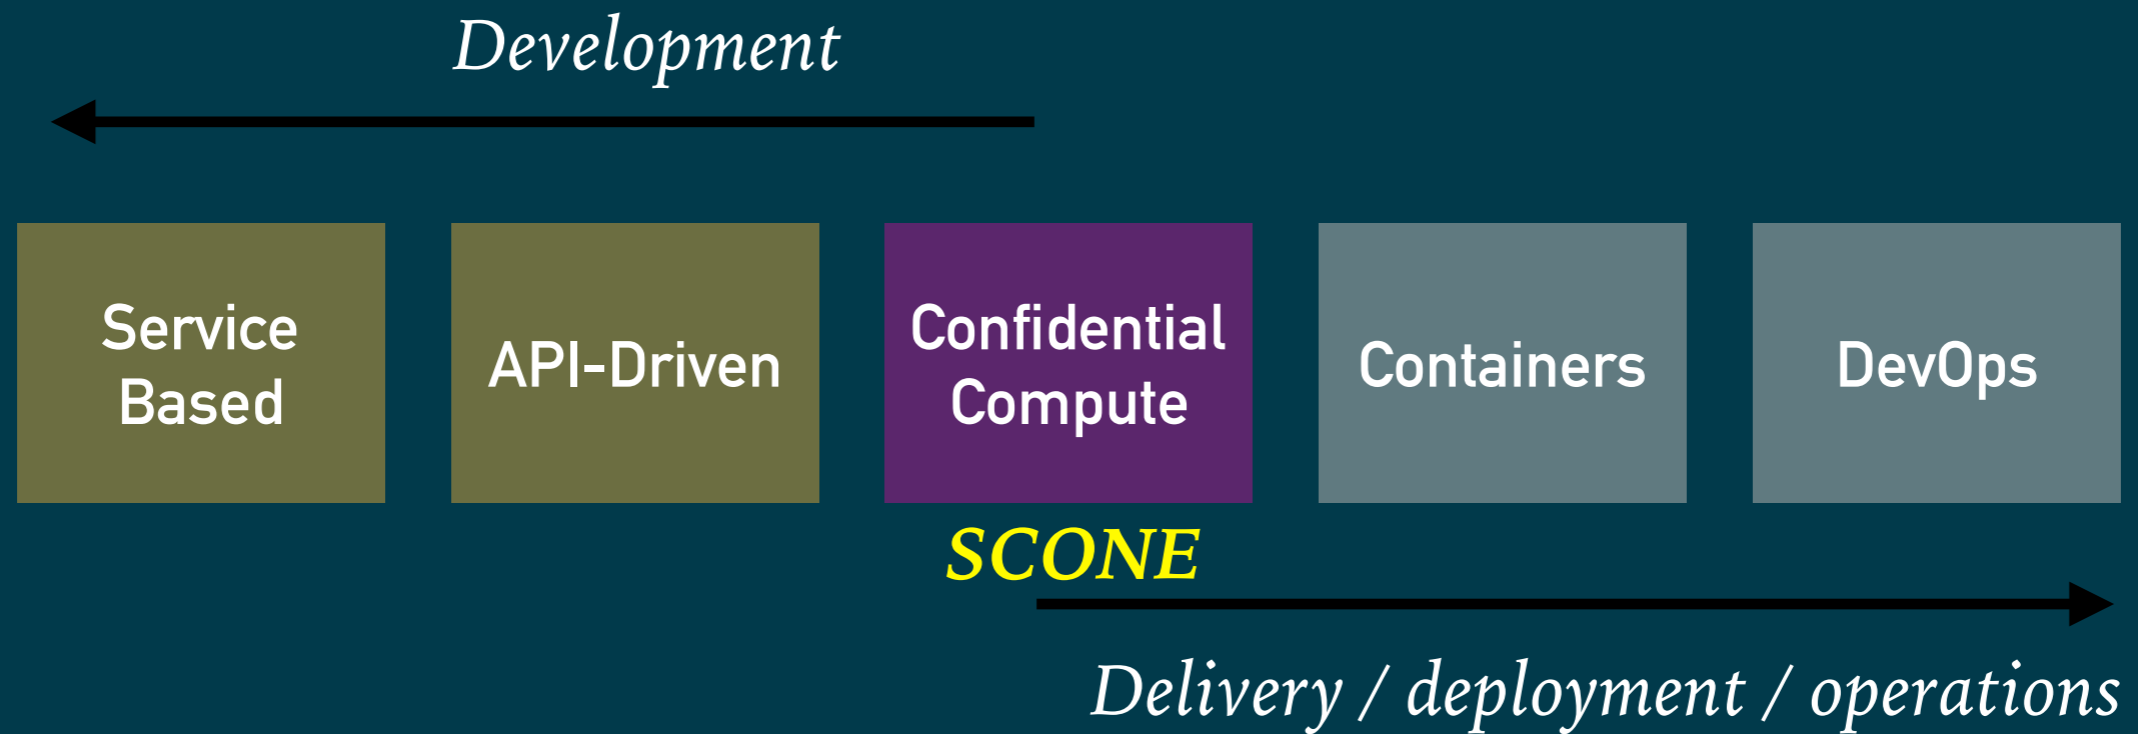 Development
Service
Based
API-Driven
Confidential
Compute
Containers
DevOps
SCONE
Delivery / deployment / operations